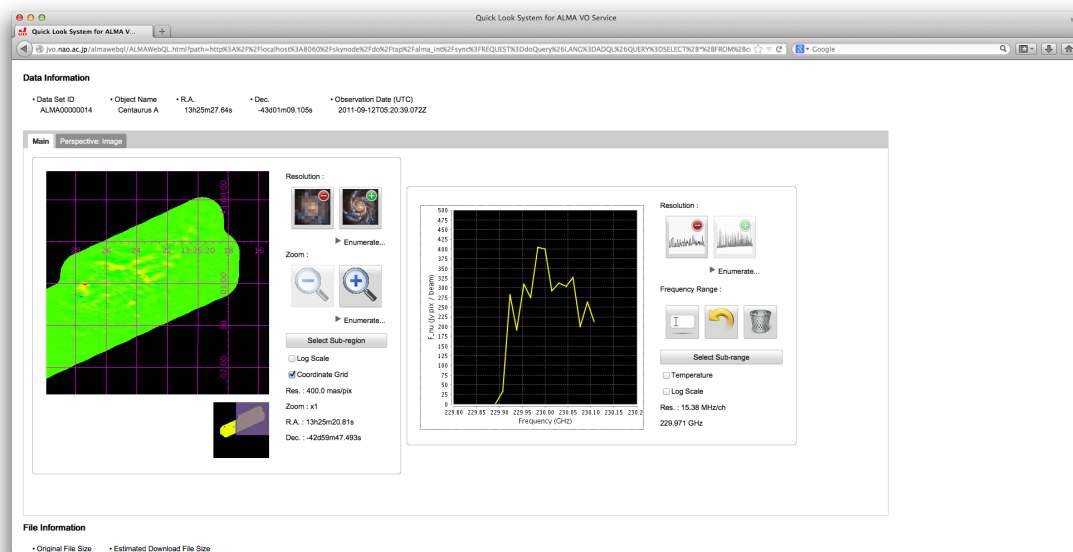 Quick Look System for ALMA VO Service
Quick Look System for ALMA V...
jvo.nao.ac.jp/almawebql/ALMAWebQL.html?path=http%3A%2F%2Flocalhost%3A8060%2Fskynode%2Fdo%2Ftap%2Falma_int%2Fsync%3FREQUEST%3DdoQuery%26LANG%3DADQL%26QUERY%3DSELECT%2B*%2BFROM%2B
Google
Data Information
• Data Set ID • Object Name • R.A. • Dec. • Observation Date (UTC)
ALMA00000014 Centaurus A 13h25m27.64s -43d01m09.105s 2011-09-12T05:20:39.072Z
Main Perspective: Image
Resolution :
Enumerate...
Zoom :
Enumerate...
Select Sub-region
Log Scale
Coordinate Grid
Res. : 400.0 mas/pix
Zoom : x1
R.A. : 13h25m20.81s
Dec. : -42d59m47.493s
500
475
450
425
400
375
350
325
300
275
250
225
200
175
150
125
100
75
50
25
0
F_nu (Jy pix / beam)
229.80 229.85 229.90 229.95 230.00 230.05 230.10 230.15 230.2
Frequency (GHz)
Resolution :
Enumerate...
Frequency Range :
Select Sub-range
Temperature
Log Scale
Res. : 15.38 MHz/ch
229.971 GHz
File Information
• Original File Size • Estimated Download File Size